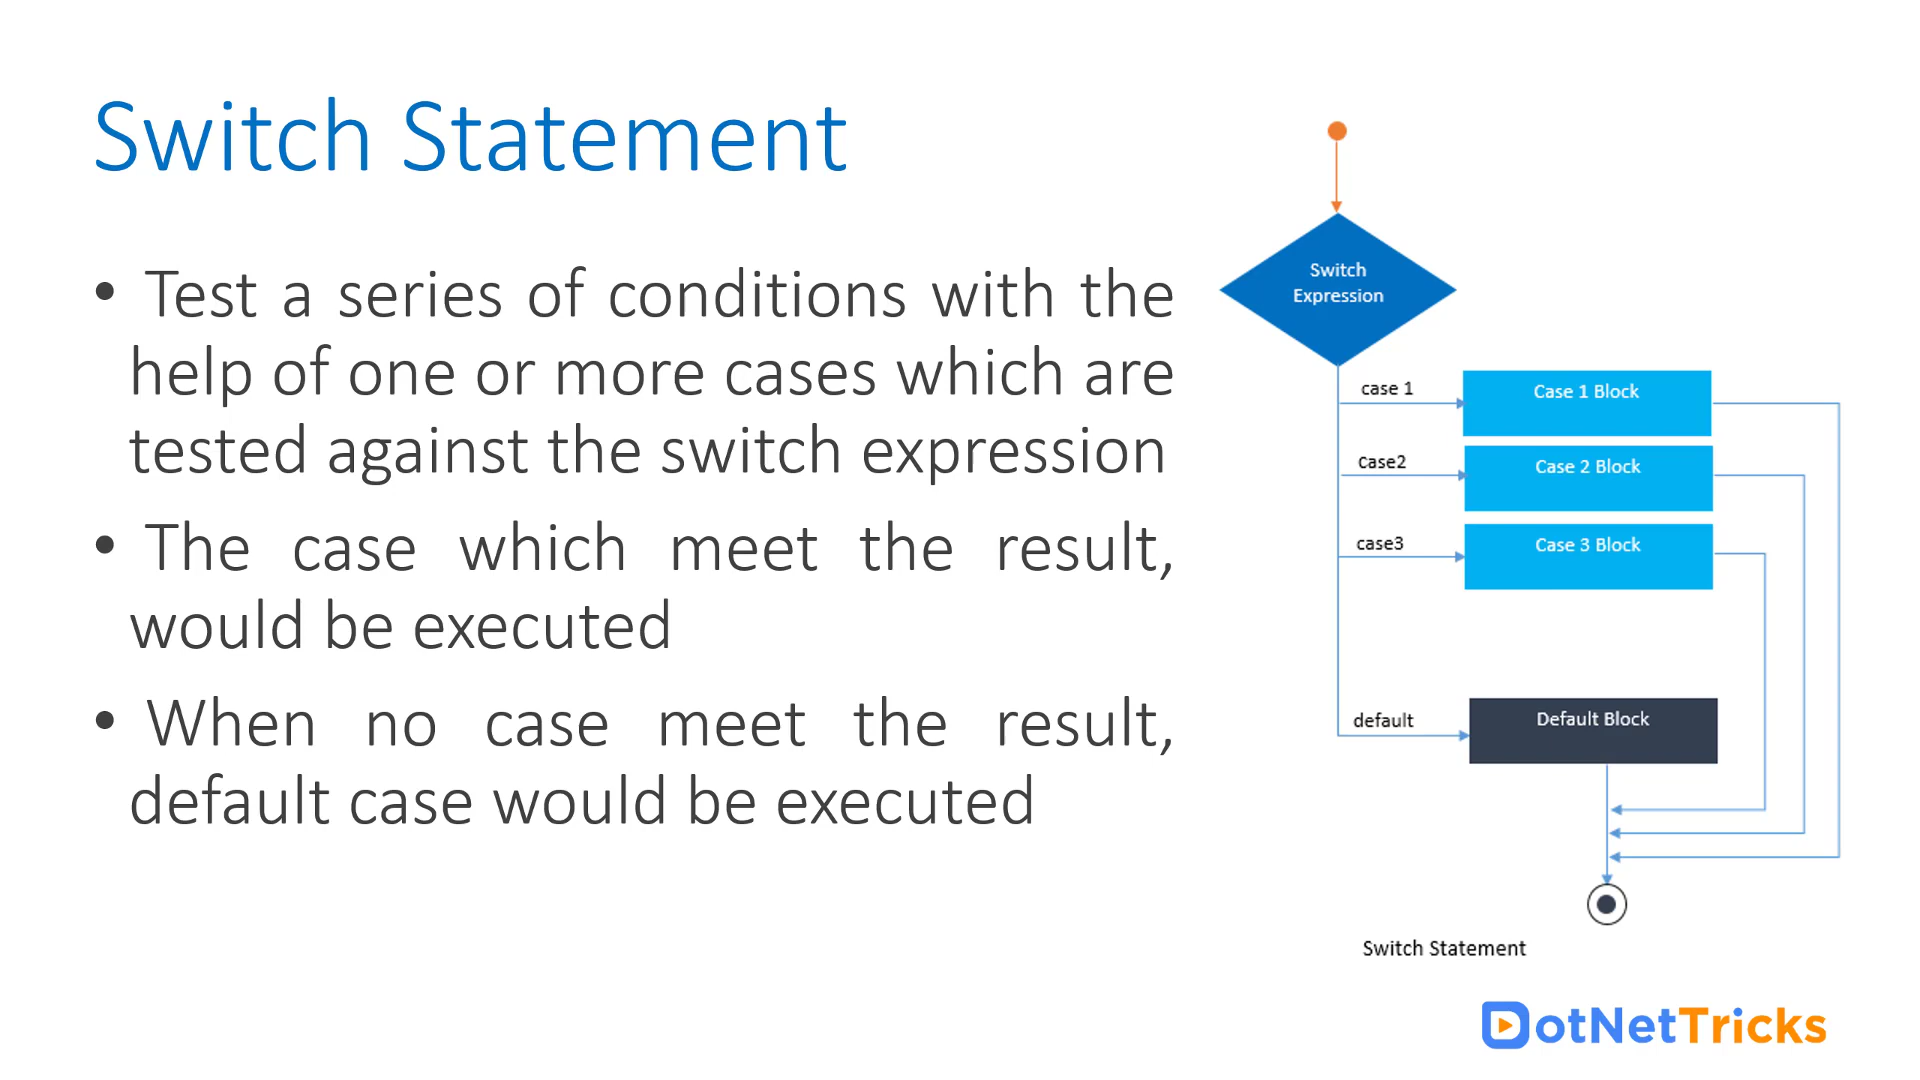 Switch Statement
• Test a series of conditions with the
help of one or more cases which are
tested against the switch expression
• The case which meet the result,
would be executed
• When no case meet the result,
default case would be executed
Switch
Expression
case 1
Case 1 Block
case2
Case 2 Block
case3
Case 3 Block
default
Default Block
Switch Statement
DotNetTricks